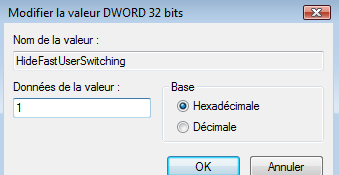 Modifier la valeur DWORD 32 bits
Nom de la valeur :
HideFastUserSwitching
Données de la valeur :
1
Base
Hexadécimale
Décimale
OK
Annuler